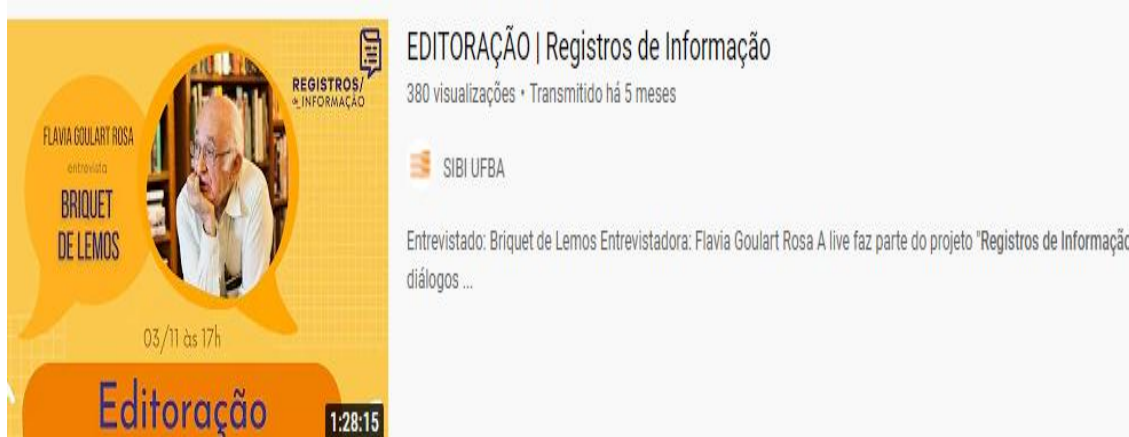 REGISTROS/
de_INFORMAÇÃO
FLAVIA GOULART ROSA
entrevista
BRIQUET
DE LEMOS
03/11 às 17h
Editoração
1:28:15
EDITORAÇÃO | Registros de Informação
380 visualizações • Transmitido há 5 meses
SIBI UFBA
Entrevistado: Briquet de Lemos Entrevistadora: Flavia Goulart Rosa A live faz parte do projeto "Registros de Informação
diálogos ...